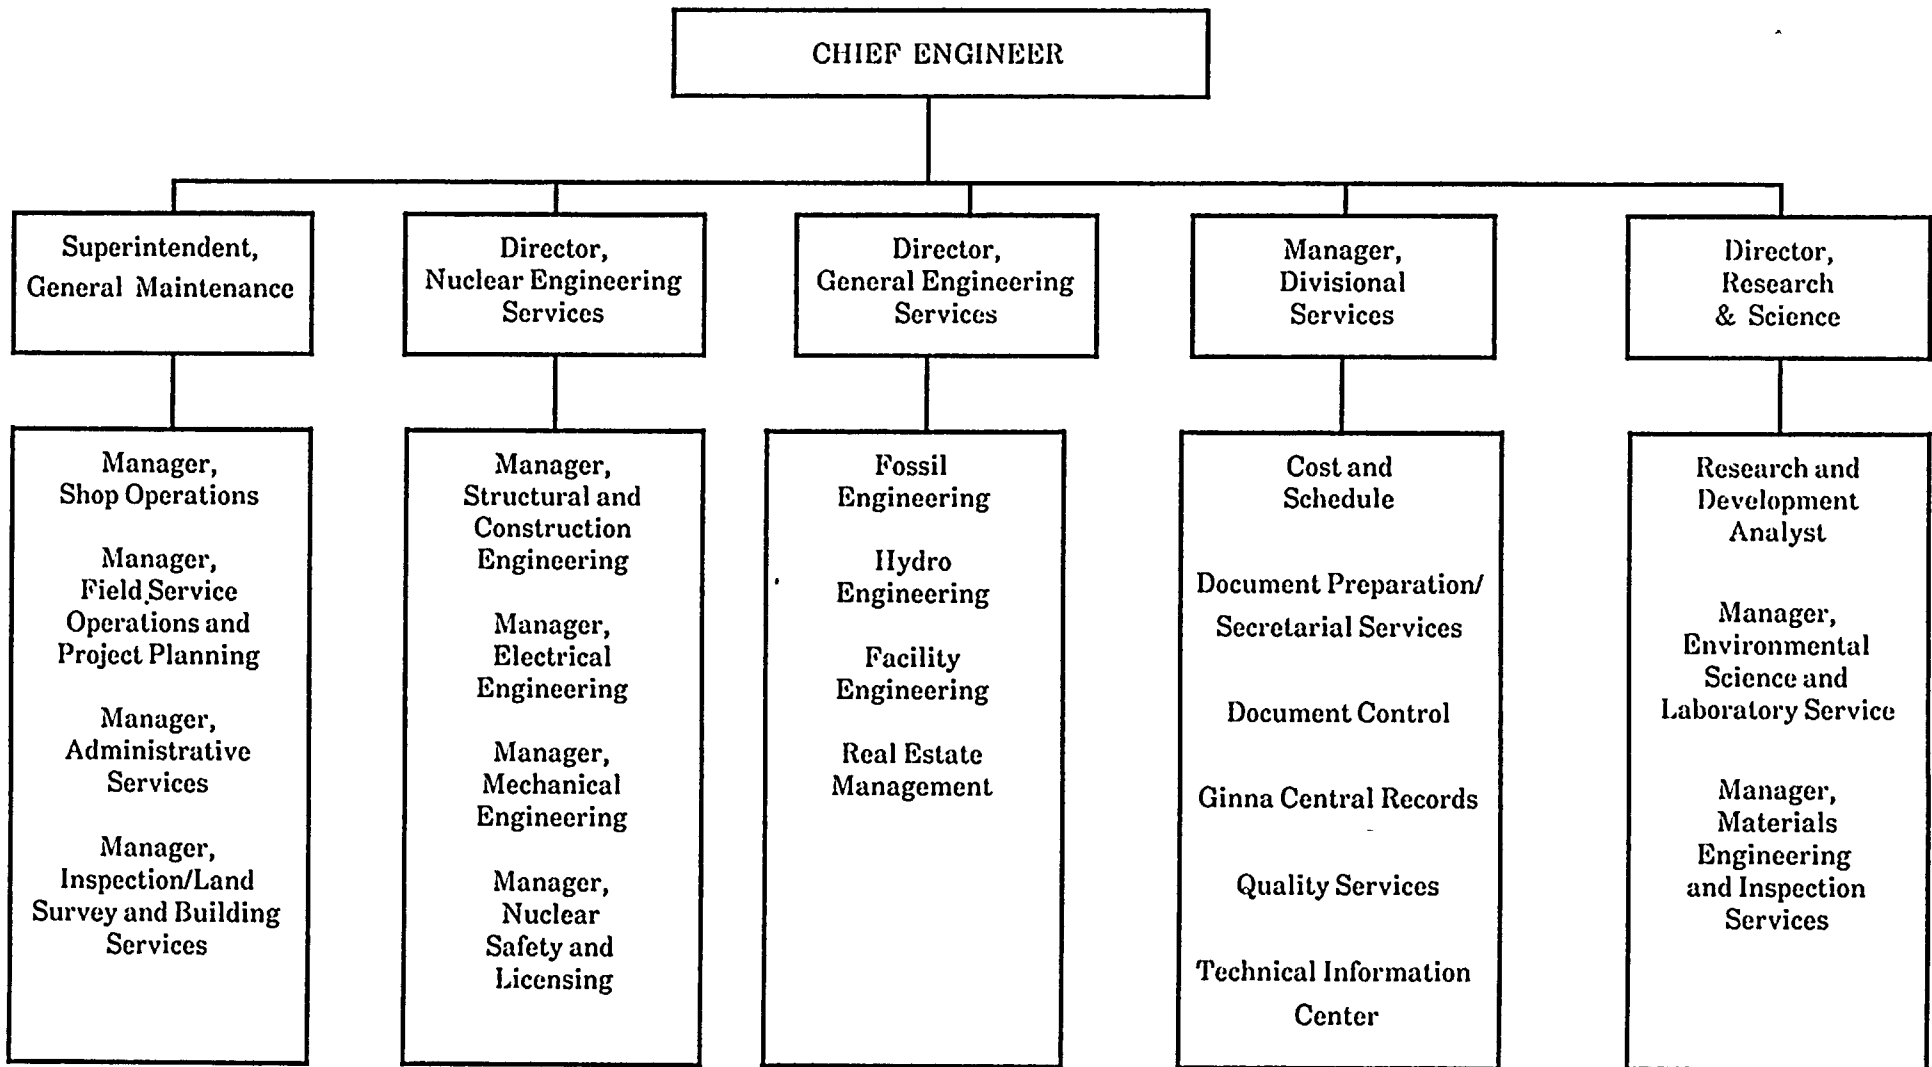 CHIEF ENGINEER
Superintendent,
General Maintenance
Director,
Nuclear Engineering
Services
Director,
General Engineering
Services
Manager,
Divisional
Services
Director,
Research
& Science
Manager,
Shop Operations
Manager,
Field Service
Operations and
Project Planning
Manager,
Administrative
Services
Manager,
Inspection/Land
Survey and Building
Services
Manager,
Structural and
Construction
Engineering
Manager,
Electrical
Engineering
Manager,
Mechanical
Engineering
Manager,
Nuclear
Safety and
Licensing
Fossil
Engineering
Hydro
Engineering
Facility
Engineering
Real Estate
Management
Cost and
Schedule
Document Preparation/
Secretarial Services
Document Control
Ginna Central Records
Quality Services
Technical Information
Center
Research and
Development
Analyst
Manager,
Environmental
Science and
Laboratory Service
Manager,
Materials
Engineering
and Inspection
Services